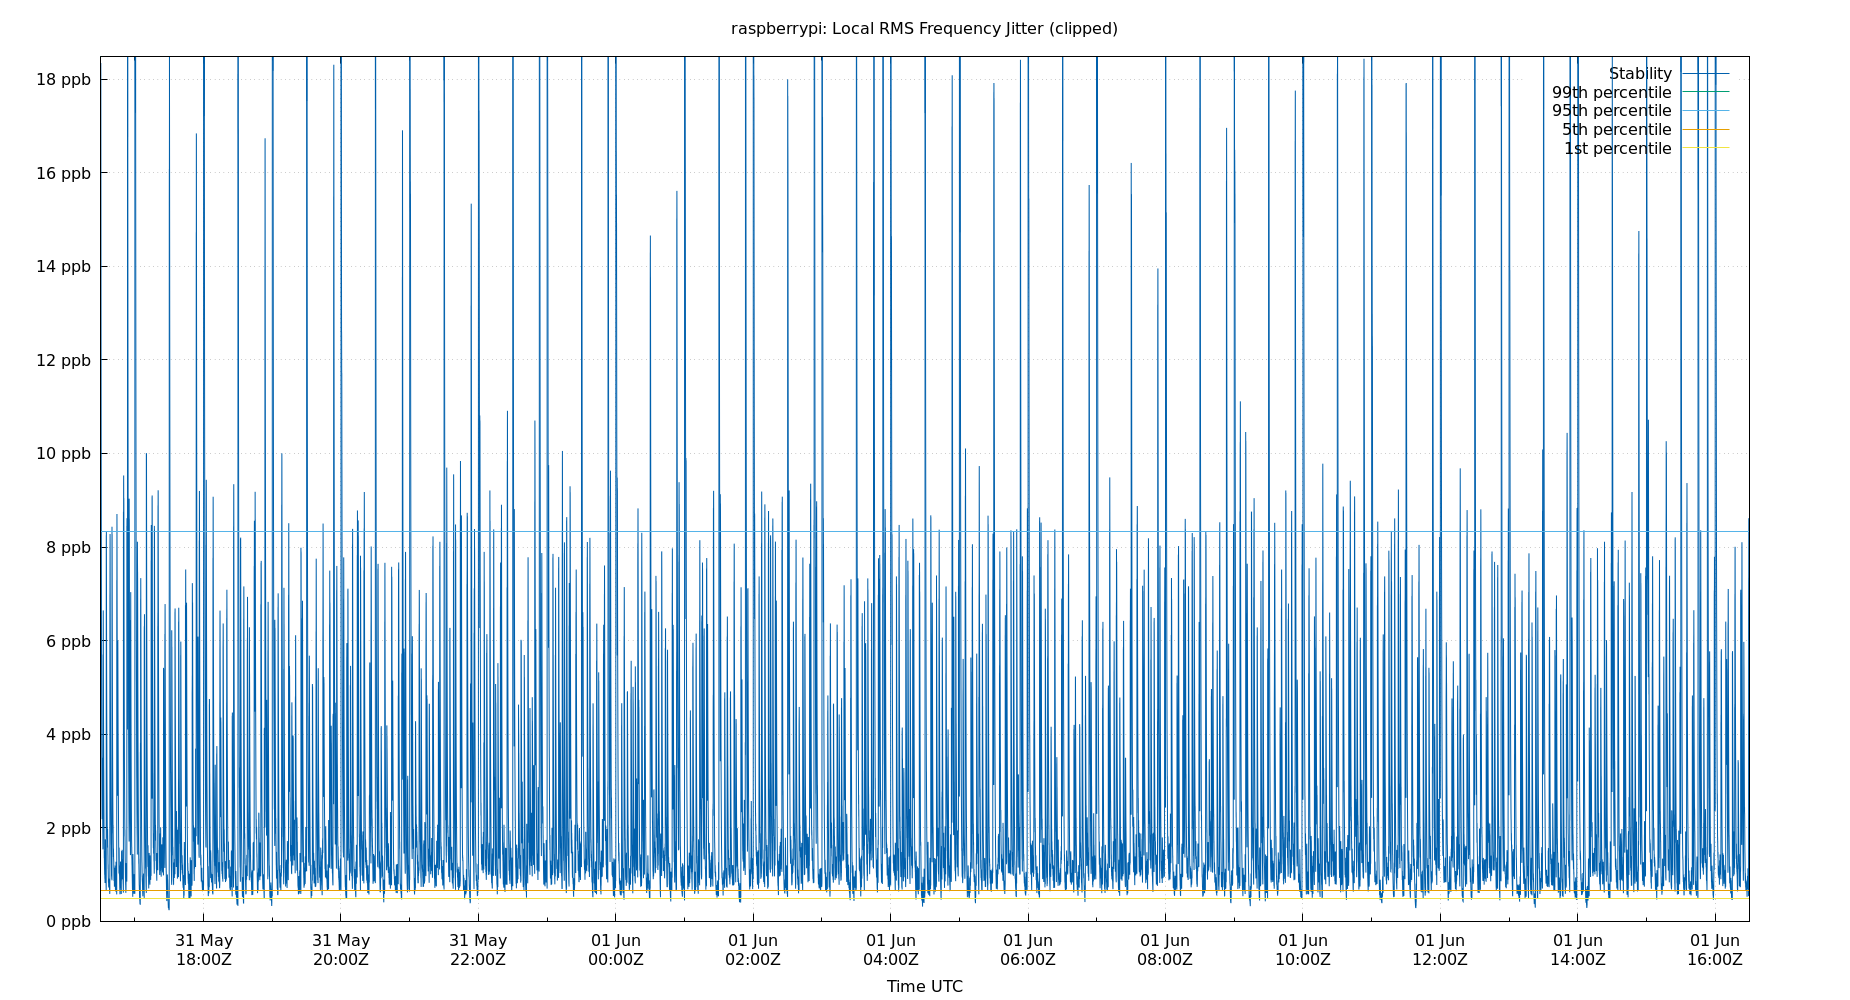 raspberrypi: Local RMS Frequency Jitter (clipped)
18 ppb
16 ppb
14 ppb
12 ppb
10 ppb
8 ppb
6 ppb
4 ppb
2 ppb
0 ppb
Stability
99th percentile
95th percentile
5th percentile
1st percentile
31 May 31 May 31 May 01 Jun 01 Jun 01 Jun 01 Jun 01 Jun 01 Jun 01 Jun 01 Jun 01 Jun
18:00Z 20:00Z 22:00Z 00:00Z 02:00Z 04:00Z 06:00Z 08:00Z 10:00Z 12:00Z 14:00Z 16:00Z
Time UTC